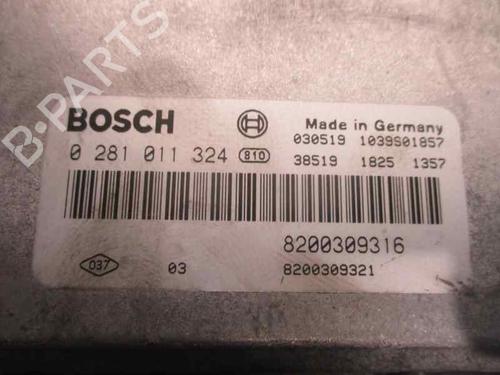 B-PARTS
BOSCH
Made in Germany
030519 1039S01857
0 281 011 324 810
38519 1825 1357
8200309316
037 03 8200309321